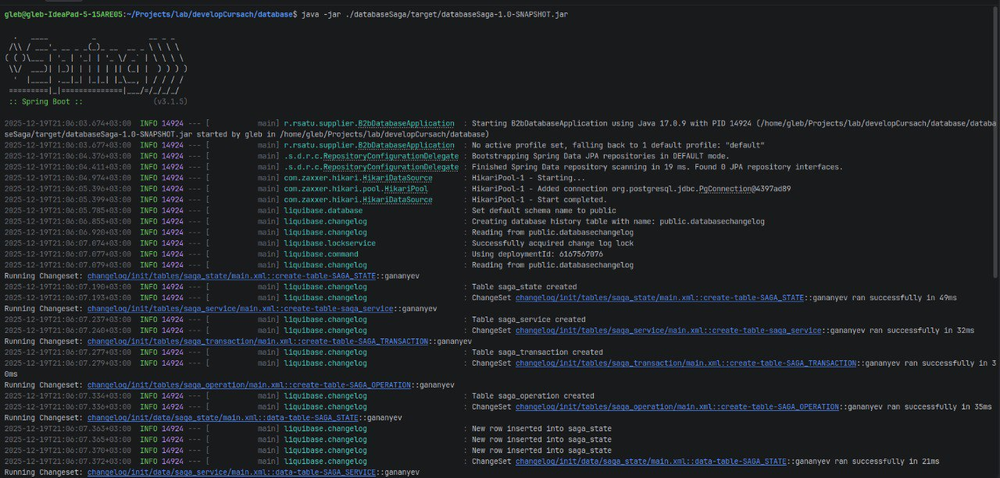 gleb@gleb-IdeaPad-5-15ARE05:~/Projects/lab/developCursach/database$ java -jar ./databaseSaga/target/databaseSaga-1.0-SNAPSHOT.jar
  .   ____          _            __ _ _
 /\\ / ___'_ __ _ _(_)_ __  __ _ \ \ \ \
( ( )\___ | '_ | '_| | '_ \/ _` | \ \ \ \
 \\/  ___)| |_)| | | | | || (_| |  ) ) ) )
  '  |____| .__|_| |_|_| |_\__, | / / / /
 =========|_|==============|___/=/_/_/_/
 :: Spring Boot ::                (v3.1.5)
2025-12-19T21:06:03.674+03:00  INFO 14924 --- [           main] r.rsatu.supplier.B2bDatabaseApplication  : Starting B2bDatabaseApplication using Java 17.0.9 with PID 14924 (/home/gleb/Projects/lab/developCursach/database/databa
seSaga/target/databaseSaga-1.0-SNAPSHOT.jar started by gleb in /home/gleb/Projects/lab/developCursach/database)
2025-12-19T21:06:03.677+03:00  INFO 14924 --- [           main] r.rsatu.supplier.B2bDatabaseApplication  : No active profile set, falling back to 1 default profile: "default"
2025-12-19T21:06:04.376+03:00  INFO 14924 --- [           main] .s.d.r.c.RepositoryConfigurationDelegate : Bootstrapping Spring Data JPA repositories in DEFAULT mode.
2025-12-19T21:06:04.411+03:00  INFO 14924 --- [           main] .s.d.r.c.RepositoryConfigurationDelegate : Finished Spring Data repository scanning in 19 ms. Found 0 JPA repository interfaces.
2025-12-19T21:06:04.974+03:00  INFO 14924 --- [           main] com.zaxxer.hikari.HikariDataSource       : HikariPool-1 - Starting...
2025-12-19T21:06:05.396+03:00  INFO 14924 --- [           main] com.zaxxer.hikari.pool.HikariPool        : HikariPool-1 - Added connection org.postgresql.jdbc.PgConnection@4397ad89
2025-12-19T21:06:05.399+03:00  INFO 14924 --- [           main] com.zaxxer.hikari.HikariDataSource       : HikariPool-1 - Start completed.
2025-12-19T21:06:05.785+03:00  INFO 14924 --- [           main] liquibase.database                       : Set default schema name to public
2025-12-19T21:06:06.855+03:00  INFO 14924 --- [           main] liquibase.changelog                      : Creating database history table with name: public.databasechangelog
2025-12-19T21:06:06.920+03:00  INFO 14924 --- [           main] liquibase.changelog                      : Reading from public.databasechangelog
2025-12-19T21:06:07.074+03:00  INFO 14924 --- [           main] liquibase.lockservice                    : Successfully acquired change log lock
2025-12-19T21:06:07.077+03:00  INFO 14924 --- [           main] liquibase.command                        : Using deploymentId: 6167567076
2025-12-19T21:06:07.079+03:00  INFO 14924 --- [           main] liquibase.changelog                      : Reading from public.databasechangelog
Running Changeset: changelog/init/tables/saga_state/main.xml::create-table-SAGA_STATE::gananyev
2025-12-19T21:06:07.190+03:00  INFO 14924 --- [           main] liquibase.changelog                      : Table saga_state created
2025-12-19T21:06:07.193+03:00  INFO 14924 --- [           main] liquibase.changelog                      : ChangeSet changelog/init/tables/saga_state/main.xml::create-table-SAGA_STATE::gananyev ran successfully in 49ms
Running Changeset: changelog/init/tables/saga_service/main.xml::create-table-saga_service::gananyev
2025-12-19T21:06:07.237+03:00  INFO 14924 --- [           main] liquibase.changelog                      : Table saga_service created
2025-12-19T21:06:07.240+03:00  INFO 14924 --- [           main] liquibase.changelog                      : ChangeSet changelog/init/tables/saga_service/main.xml::create-table-saga_service::gananyev ran successfully in 32ms
Running Changeset: changelog/init/tables/saga_transaction/main.xml::create-table-SAGA_TRANSACTION::gananyev
2025-12-19T21:06:07.277+03:00  INFO 14924 --- [           main] liquibase.changelog                      : Table saga_transaction created
2025-12-19T21:06:07.279+03:00  INFO 14924 --- [           main] liquibase.changelog                      : ChangeSet changelog/init/tables/saga_transaction/main.xml::create-table-SAGA_TRANSACTION::gananyev ran successfully in 3
0ms
Running Changeset: changelog/init/tables/saga_operation/main.xml::create-table-SAGA_OPERATION::gananyev
2025-12-19T21:06:07.334+03:00  INFO 14924 --- [           main] liquibase.changelog                      : Table saga_operation created
2025-12-19T21:06:07.336+03:00  INFO 14924 --- [           main] liquibase.changelog                      : ChangeSet changelog/init/tables/saga_operation/main.xml::create-table-SAGA_OPERATION::gananyev ran successfully in 35ms
Running Changeset: changelog/init/data/saga_state/main.xml::data-table-SAGA_STATE::gananyev
2025-12-19T21:06:07.363+03:00  INFO 14924 --- [           main] liquibase.changelog                      : New row inserted into saga_state
2025-12-19T21:06:07.365+03:00  INFO 14924 --- [           main] liquibase.changelog                      : New row inserted into saga_state
2025-12-19T21:06:07.370+03:00  INFO 14924 --- [           main] liquibase.changelog                      : New row inserted into saga_state
2025-12-19T21:06:07.372+03:00  INFO 14924 --- [           main] liquibase.changelog                      : ChangeSet changelog/init/data/saga_state/main.xml::data-table-SAGA_STATE::gananyev ran successfully in 21ms
Running Changeset: changelog/init/data/saga_service/main.xml::data-table-SAGA_SERVICE::gananyev